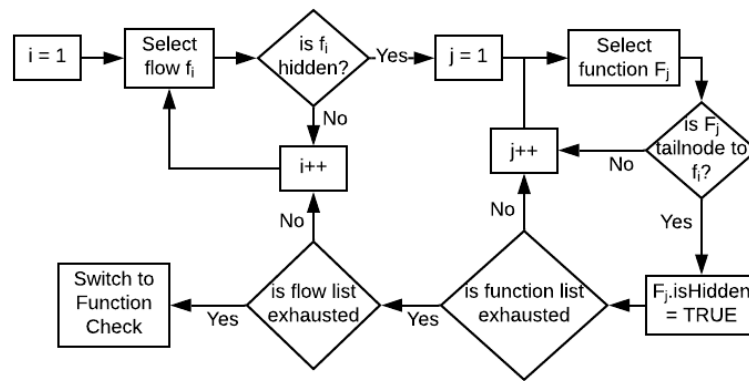 i = 1
Select
flow fᵢ
is fᵢ
hidden?
Yes
j = 1
Select
function Fⱼ
No
i++
j++
No
is Fⱼ
tailnode to
fᵢ?
Yes
No
No
Switch to
Function
Check
Yes
is flow list
exhausted
Yes
is function list
exhausted
Fⱼ.isHidden
= TRUE